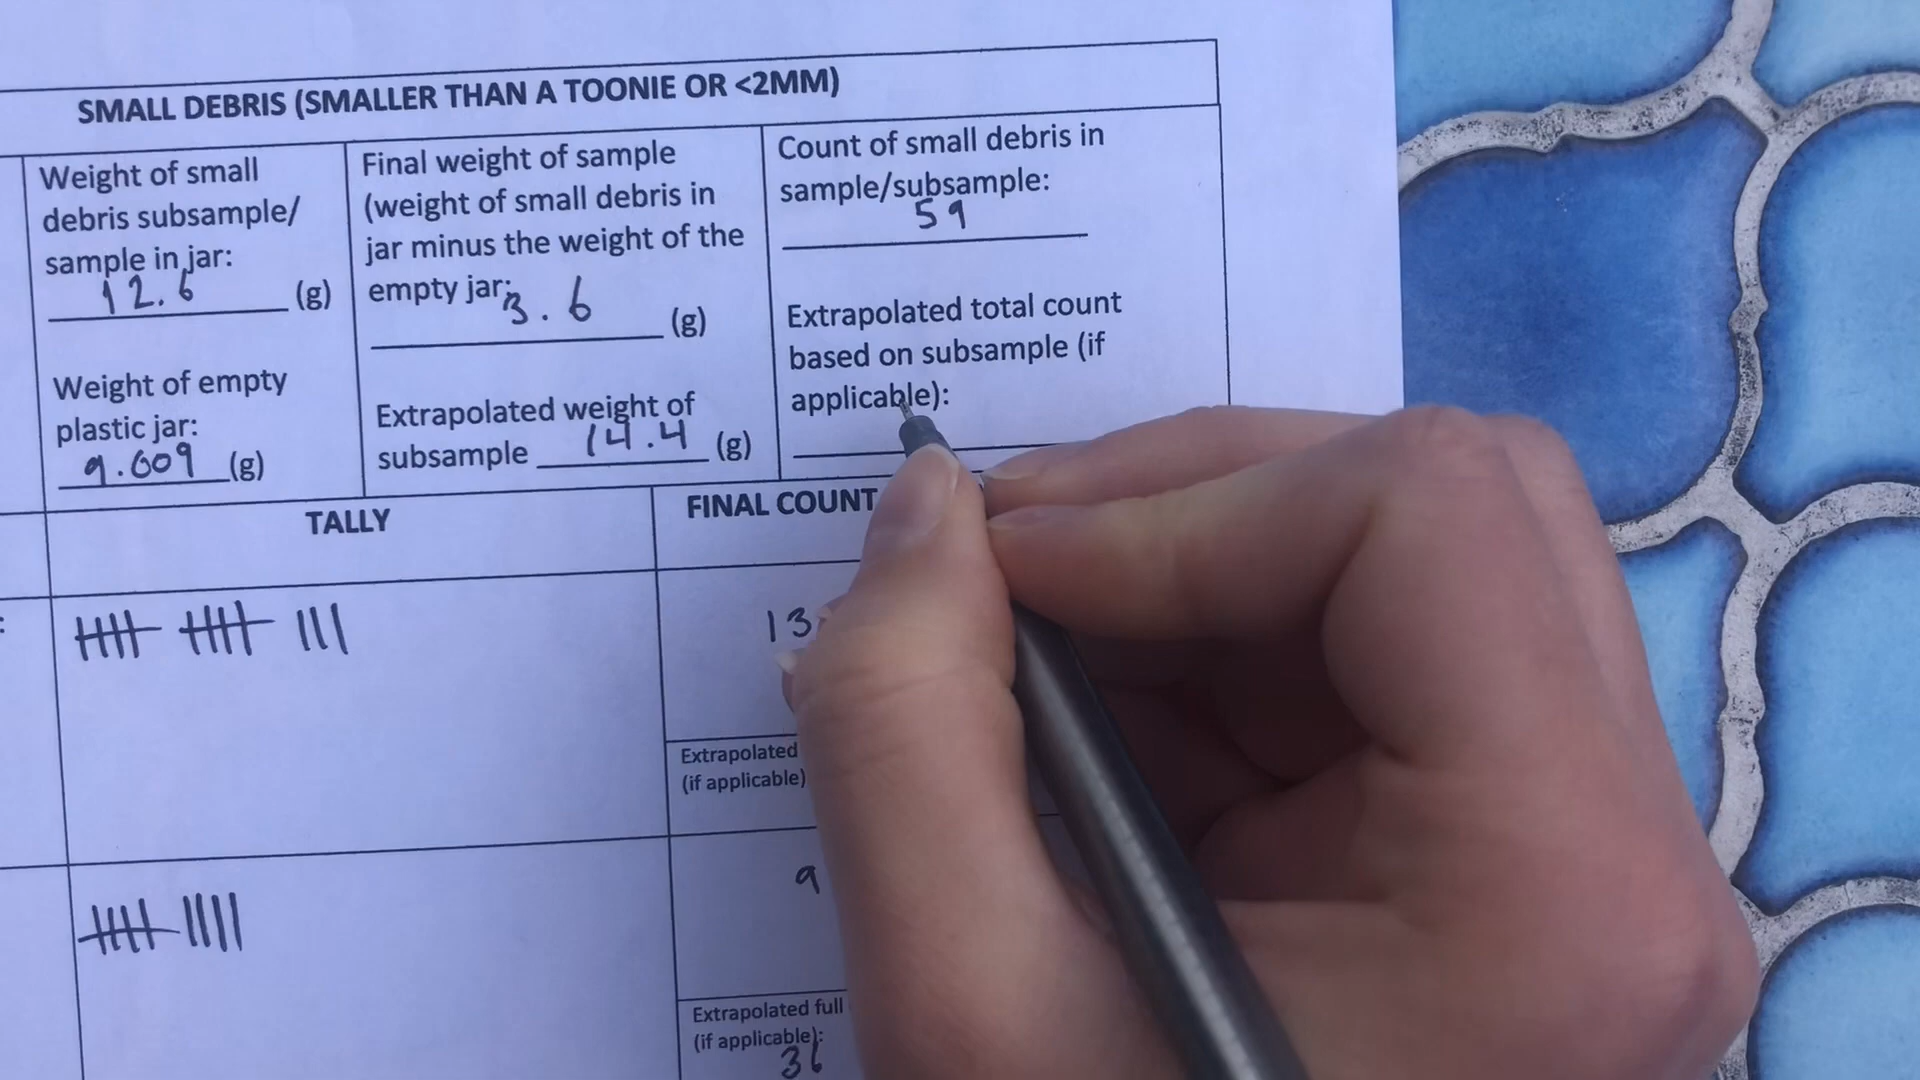 SMALL DEBRIS (SMALLER THAN A TOONIE OR <2MM)
Weight of small
debris subsample/
sample in jar:
12.6 (g)
Weight of empty
plastic jar:
9.009 (g)
Final weight of sample
(weight of small debris in
jar minus the weight of the
empty jar:
3.6 (g)
Extrapolated weight of
subsample 14.4 (g)
Count of small debris in
sample/subsample:
59
Extrapolated total count
based on subsample (if
applicable):
TALLY
FINAL COUNT
13
Extrapolated
(if applicable)
9
Extrapolated full
(if applicable):
36